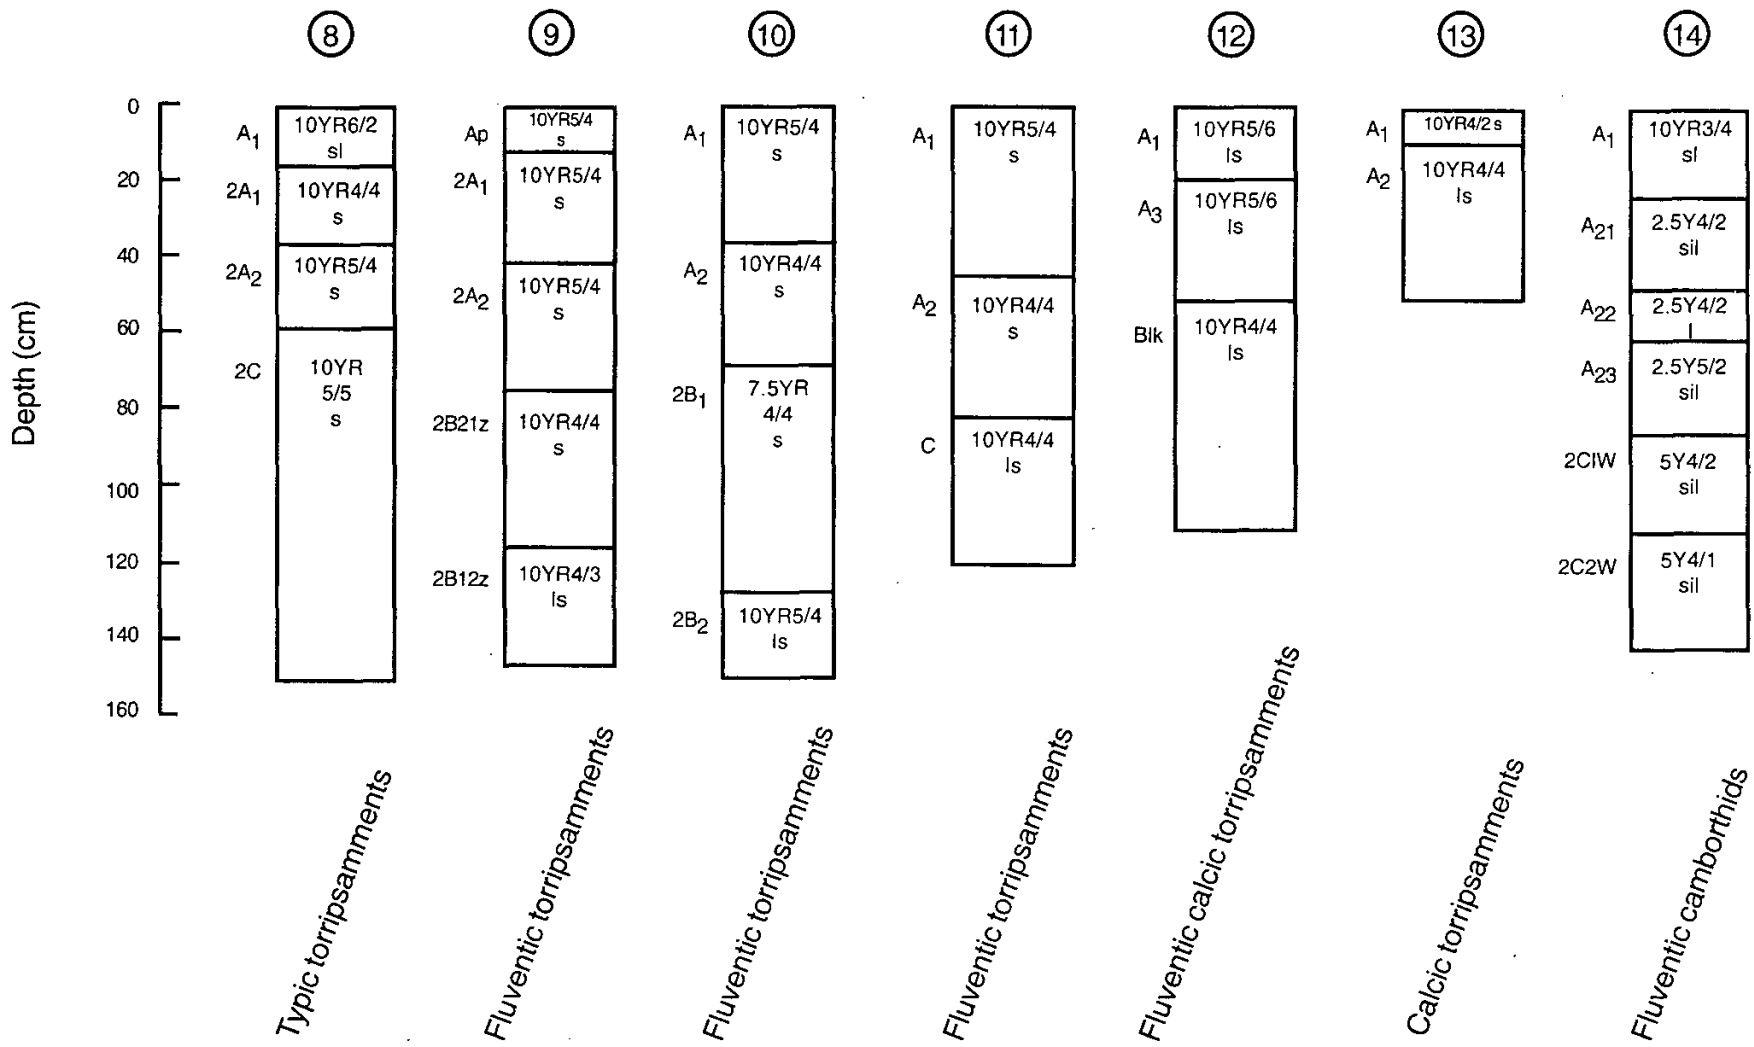 8
9
10
11
12
13
14
Depth (cm)
0
20
40
60
80
100
120
140
160
A1
10YR6/2
sl
2A1
10YR4/4
s
2A2
10YR5/4
s
2C
10YR
5/5
s
Typic torripsamments
Ap
10YR5/4
s
2A1
10YR5/4
s
2A2
10YR5/4
s
2B21z
10YR4/4
s
2B12z
10YR4/3
ls
Fluventic torripsamments
A1
10YR5/4
s
A2
10YR4/4
s
2B1
7.5YR
4/4
s
2B2
10YR5/4
ls
Fluventic torripsamments
A1
10YR5/4
s
A2
10YR4/4
s
C
10YR4/4
ls
Fluventic torripsamments
A1
10YR5/6
ls
A3
10YR5/6
ls
Blk
10YR4/4
ls
Fluventic calcic torripsamments
A1
10YR4/2 s
A2
10YR4/4
ls
Calcic torripsamments
A1
10YR3/4
sl
A21
2.5Y4/2
sil
A22
2.5Y4/2
l
A23
2.5Y5/2
sil
2ClW
5Y4/2
sil
2C2W
5Y4/1
sil
Fluventic camborthids